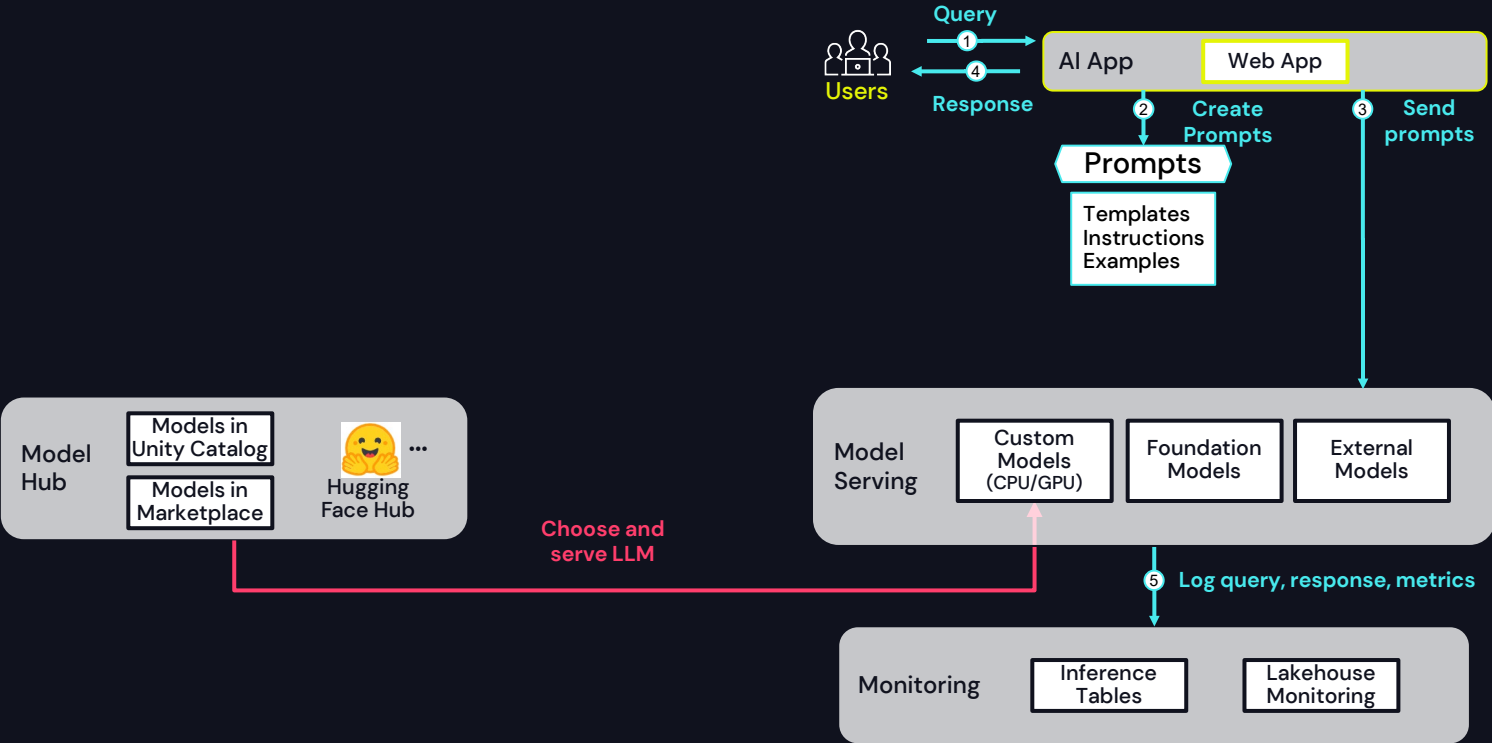 Query
1
AI App
Web App
4
Users
Response
2
Create
Prompts
3
Send
prompts
Prompts
Templates
Instructions
Examples
Model
Hub
Models in
Unity Catalog
Models in
Marketplace
...
Hugging
Face Hub
Choose and
serve LLM
Model
Serving
Custom
Models
(CPU/GPU)
Foundation
Models
External
Models
5
Log query, response, metrics
Monitoring
Inference
Tables
Lakehouse
Monitoring